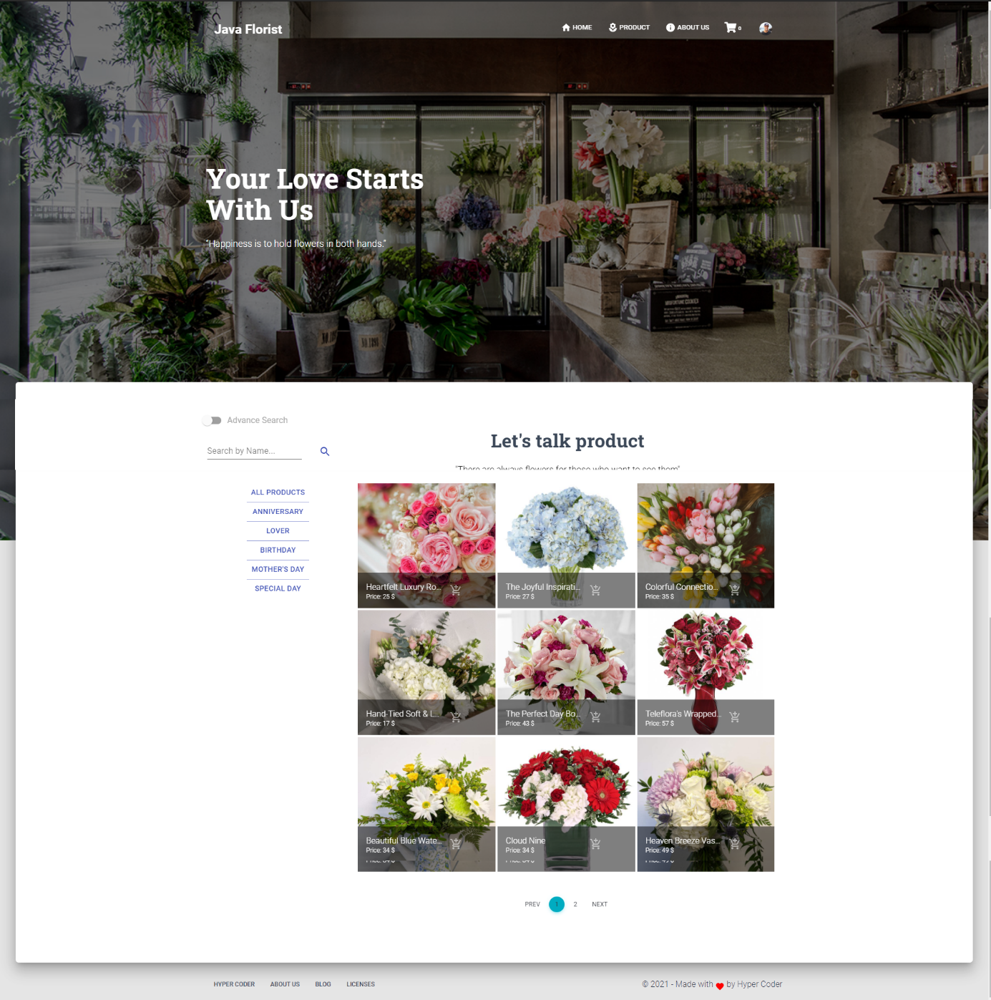 Java Florist
HOME
PRODUCT
ABOUT US
0
Your Love Starts
With Us
“Happiness is to hold flowers in both hands.”
Advance Search
Search by Name...
Let's talk product
"There are always flowers for those who want to see them"
ALL PRODUCTS
ANNIVERSARY
LOVER
BIRTHDAY
MOTHER'S DAY
SPECIAL DAY
Heartfelt Luxury Ro...
Price: 25 $
The Joyful Inspirati...
Price: 27 $
Colorful Connectio...
Price: 35 $
Hand-Tied Soft & L...
Price: 17 $
The Perfect Day Bo...
Price: 43 $
Teleflora's Wrapped...
Price: 57 $
Beautiful Blue Wate...
Price: 34 $
Cloud Nine
Price: 34 $
Heaven Breeze Vas...
Price: 49 $
PREV
1
2
NEXT
HYPER CODER
ABOUT US
BLOG
LICENSES
© 2021 - Made with ♥ by Hyper Coder